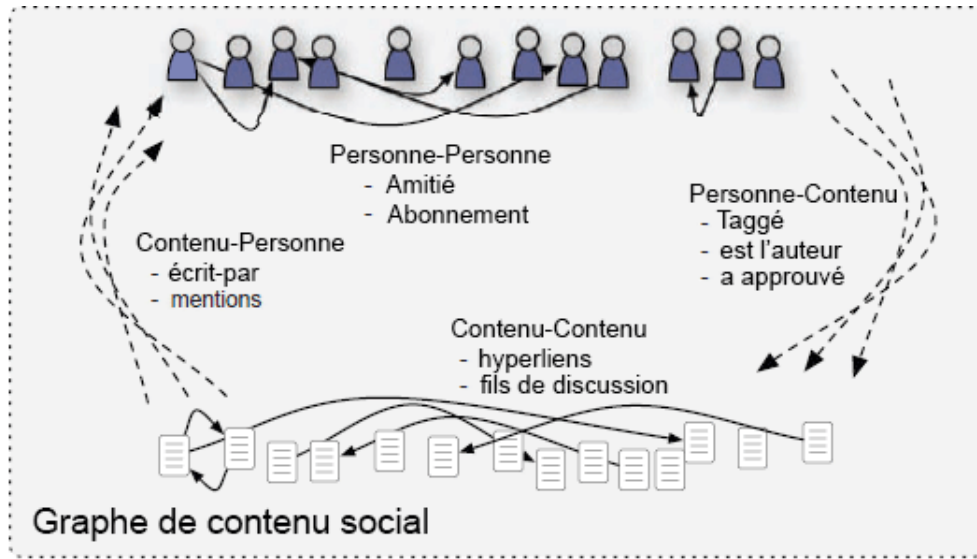 Personne-Personne
- Amitié
- Abonnement
Personne-Contenu
- Taggé
- est l'auteur
- a approuvé
Contenu-Personne
- écrit-par
- mentions
Contenu-Contenu
- hyperliens
- fils de discussion
Graphe de contenu social